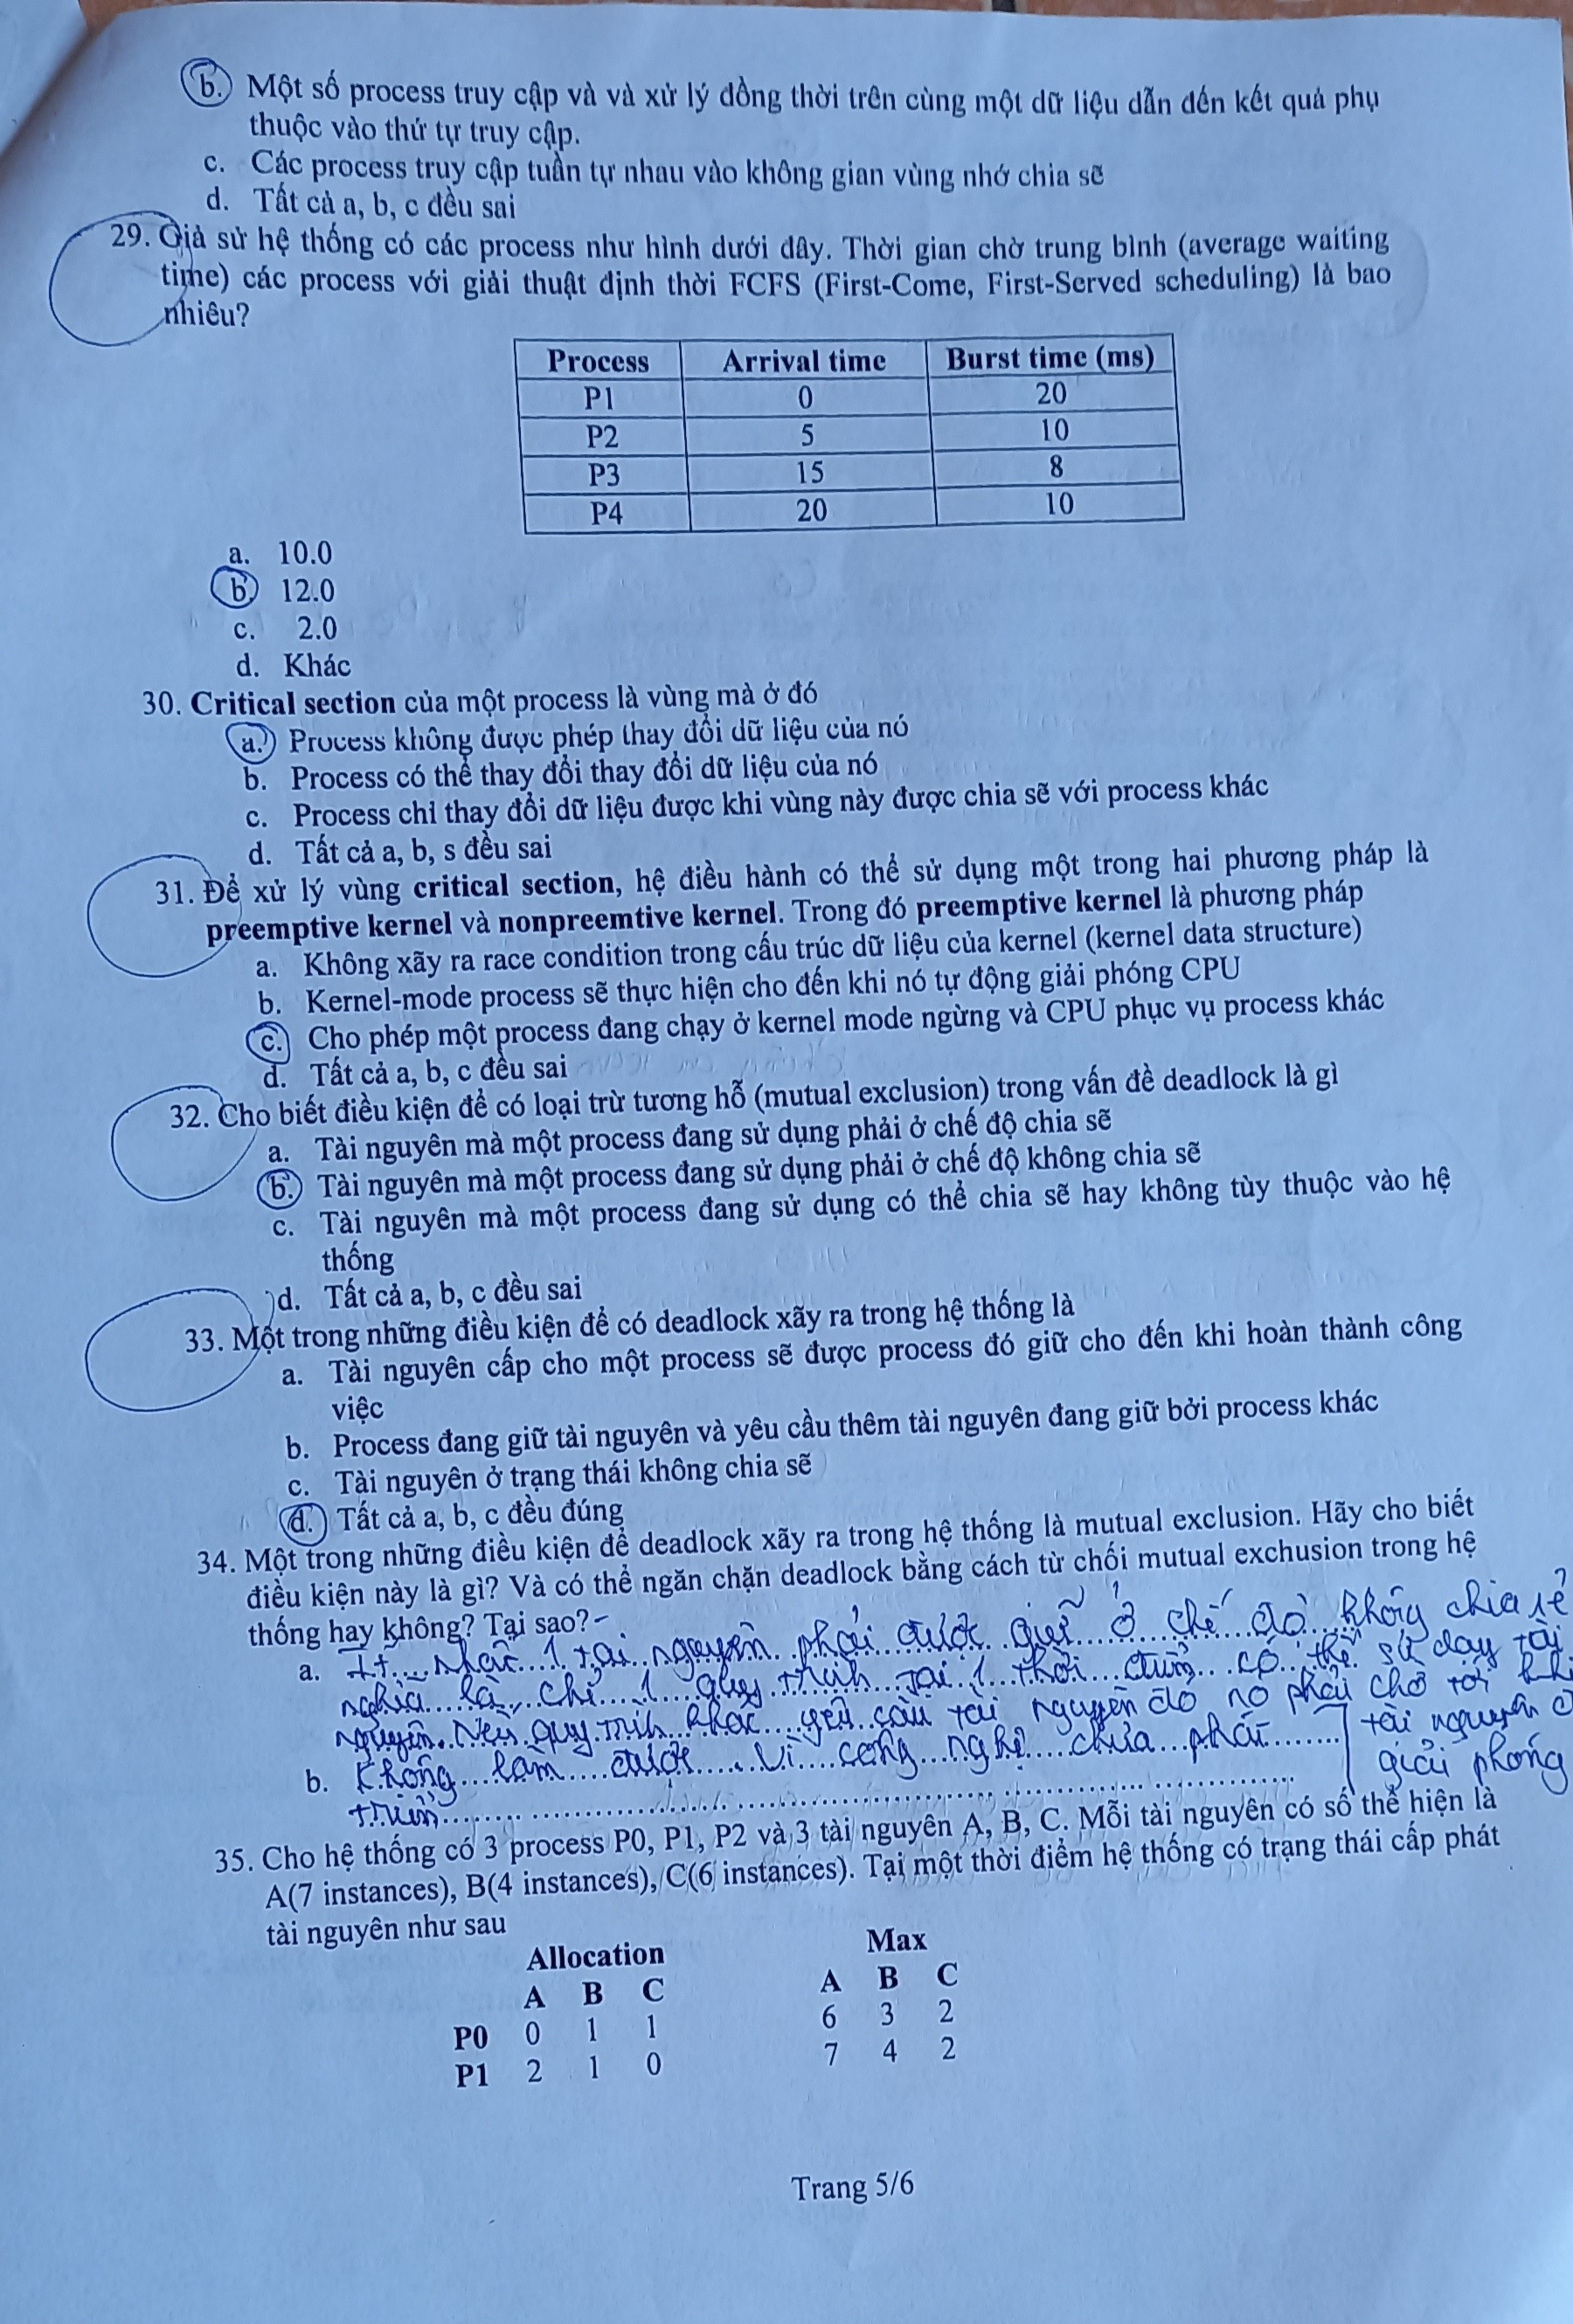 b. Một số process truy cập và và xử lý đồng thời trên cùng một dữ liệu dẫn đến kết quả phụ
thuộc vào thứ tự truy cập.
c. Các process truy cập tuần tự nhau vào không gian vùng nhớ chia sẽ
d. Tất cả a, b, c đều sai
29. Giả sử hệ thống có các process như hình dưới đây. Thời gian chờ trung bình (average waiting
time) các process với giải thuật định thời FCFS (First-Come, First-Served scheduling) là bao
nhiêu?
Process Arrival time Burst time (ms)
P1 0 20
P2 5 10
P3 15 8
P4 20 10
a. 10.0
b. 12.0
c. 2.0
d. Khác
30. Critical section của một process là vùng mà ở đó
a. Process không được phép thay đổi dữ liệu của nó
b. Process có thể thay đổi thay đổi dữ liệu của nó
c. Process chỉ thay đổi dữ liệu được khi vùng này được chia sẽ với process khác
d. Tất cả a, b, s đều sai
31. Để xử lý vùng critical section, hệ điều hành có thể sử dụng một trong hai phương pháp là
preemptive kernel và nonpreemtive kernel. Trong đó preemptive kernel là phương pháp
a. Không xãy ra race condition trong cấu trúc dữ liệu của kernel (kernel data structure)
b. Kernel-mode process sẽ thực hiện cho đến khi nó tự động giải phóng CPU
c. Cho phép một process đang chạy ở kernel mode ngừng và CPU phục vụ process khác
d. Tất cả a, b, c đều sai
32. Cho biết điều kiện để có loại trừ tương hỗ (mutual exclusion) trong vấn đề deadlock là gì
a. Tài nguyên mà một process đang sử dụng phải ở chế độ chia sẽ
b. Tài nguyên mà một process đang sử dụng phải ở chế độ không chia sẽ
c. Tài nguyên mà một process đang sử dụng có thể chia sẽ hay không tùy thuộc vào hệ
thống
d. Tất cả a, b, c đều sai
33. Một trong những điều kiện để có deadlock xãy ra trong hệ thống là
a. Tài nguyên cấp cho một process sẽ được process đó giữ cho đến khi hoàn thành công
việc
b. Process đang giữ tài nguyên và yêu cầu thêm tài nguyên đang giữ bởi process khác
c. Tài nguyên ở trạng thái không chia sẽ
d. Tất cả a, b, c đều đúng
34. Một trong những điều kiện để deadlock xãy ra trong hệ thống là mutual exclusion. Hãy cho biết
điều kiện này là gì? Và có thể ngăn chặn deadlock bằng cách từ chối mutual exchusion trong hệ
thống hay không? Tại sao?
a. Ít nhất 1 tài nguyên phải được giữ ở chế độ không chia sẻ
nghĩa là, chỉ 1 quy trình tại 1 thời điểm có thể sử dụng tài
nguyên. Nếu quy trình khác yêu cầu tài nguyên đó nó phải chờ tới khi
tài nguyên
giải phóng
b. Không làm được. Vì công nghệ chưa phát
triển
35. Cho hệ thống có 3 process P0, P1, P2 và 3 tài nguyên A, B, C. Mỗi tài nguyên có số thể hiện là
A(7 instances), B(4 instances), C(6 instances). Tại một thời điểm hệ thống có trạng thái cấp phát
tài nguyên như sau
Allocation Max
A B C A B C
P0 0 1 1 6 3 2
P1 2 1 0 7 4 2
Trang 5/6